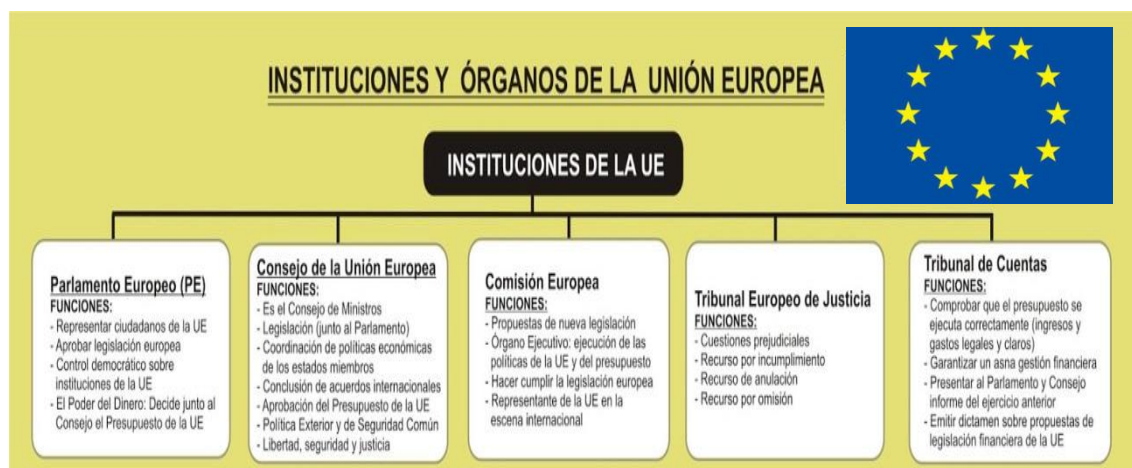 INSTITUCIONES Y ÓRGANOS DE LA UNIÓN EUROPEA
INSTITUCIONES DE LA UE
Parlamento Europeo (PE)
FUNCIONES:
- Representar ciudadanos de la UE
- Aprobar legislación europea
- Control democrático sobre
instituciones de la UE
- El Poder del Dinero: Decide junto al
Consejo el Presupuesto de la UE
Consejo de la Unión Europea
FUNCIONES:
- Es el Consejo de Ministros
- Legislación (junto al Parlamento)
- Coordinación de políticas económicas
de los estados miembros
- Conclusión de acuerdos internacionales
- Aprobación del Presupuesto de la UE
- Política Exterior y de Seguridad Común
- Libertad, seguridad y justicia
Comisión Europea
FUNCIONES:
- Propuestas de nueva legislación
- Órgano Ejecutivo: ejecución de las
políticas de la UE y del presupuesto
- Hacer cumplir la legislación europea
- Representante de la UE en la
escena internacional
Tribunal Europeo de Justicia
FUNCIONES:
- Cuestiones prejudiciales
- Recurso por incumplimiento
- Recurso de anulación
- Recurso por omisión
Tribunal de Cuentas
FUNCIONES:
- Comprobar que el presupuesto se
ejecuta correctamente (ingresos y
gastos legales y claros)
- Garantizar un asna gestión financiera
- Presentar al Parlamento y Consejo
informe del ejercicio anterior
- Emitir dictamen sobre propuestas de
legislación financiera de la UE